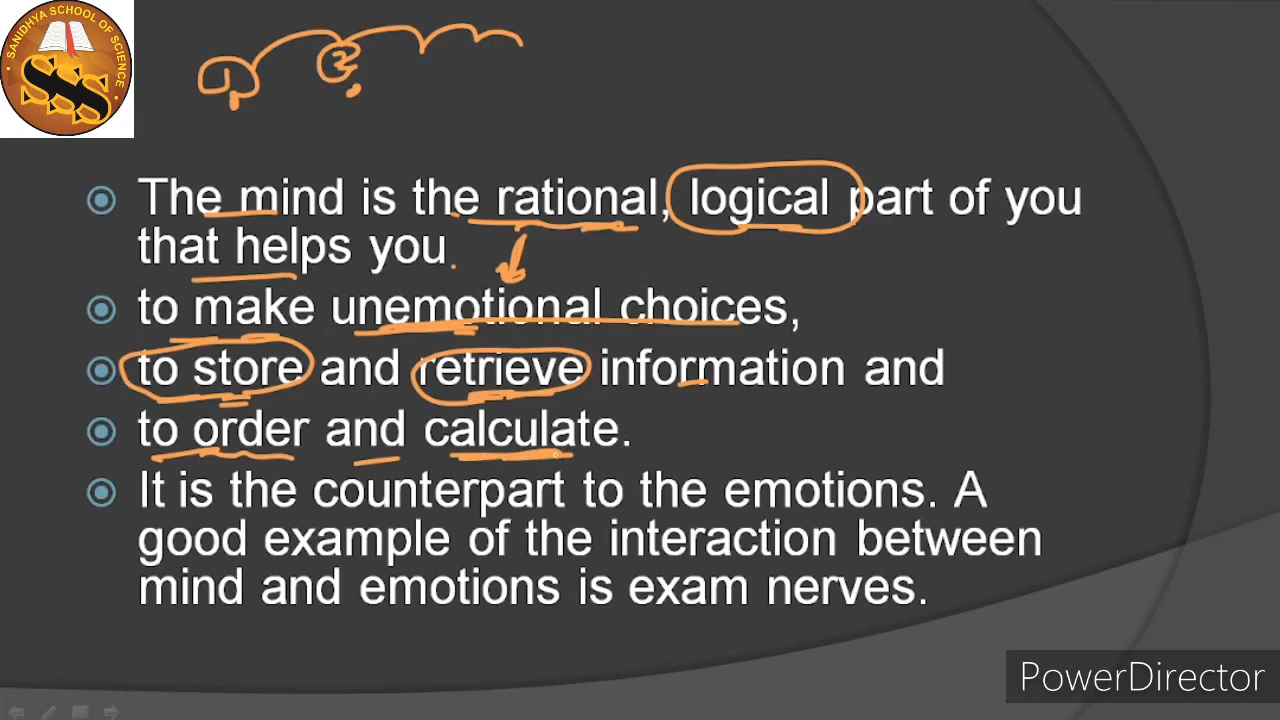 SANIDHYA SCHOOL OF SCIENCE
SSS
1 2
The mind is the rational, logical part of you
that helps you
to make unemotional choices,
to store and retrieve information and
to order and calculate.
It is the counterpart to the emotions. A
good example of the interaction between
mind and emotions is exam nerves.
PowerDirector